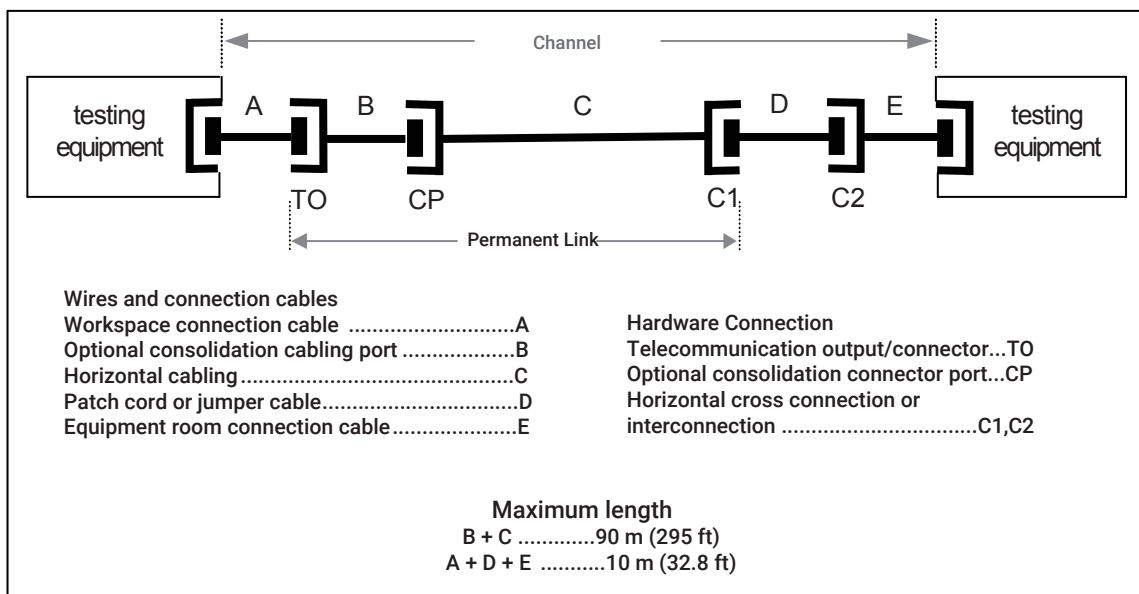 Channel
testing
equipment
A
B
C
D
E
testing
equipment
TO
CP
C1
C2
Permanent Link
Wires and connection cables
Workspace connection cable ..............................A
Optional consolidation cabling port ....................B
Horizontal cabling.................................................C
Patch cord or jumper cable...................................D
Equipment room connection cable......................E
Hardware Connection
Telecommunication output/connector...TO
Optional consolidation connector port...CP
Horizontal cross connection or
interconnection .................................C1,C2
Maximum length
B + C .............90 m (295 ft)
A + D + E ...........10 m (32.8 ft)